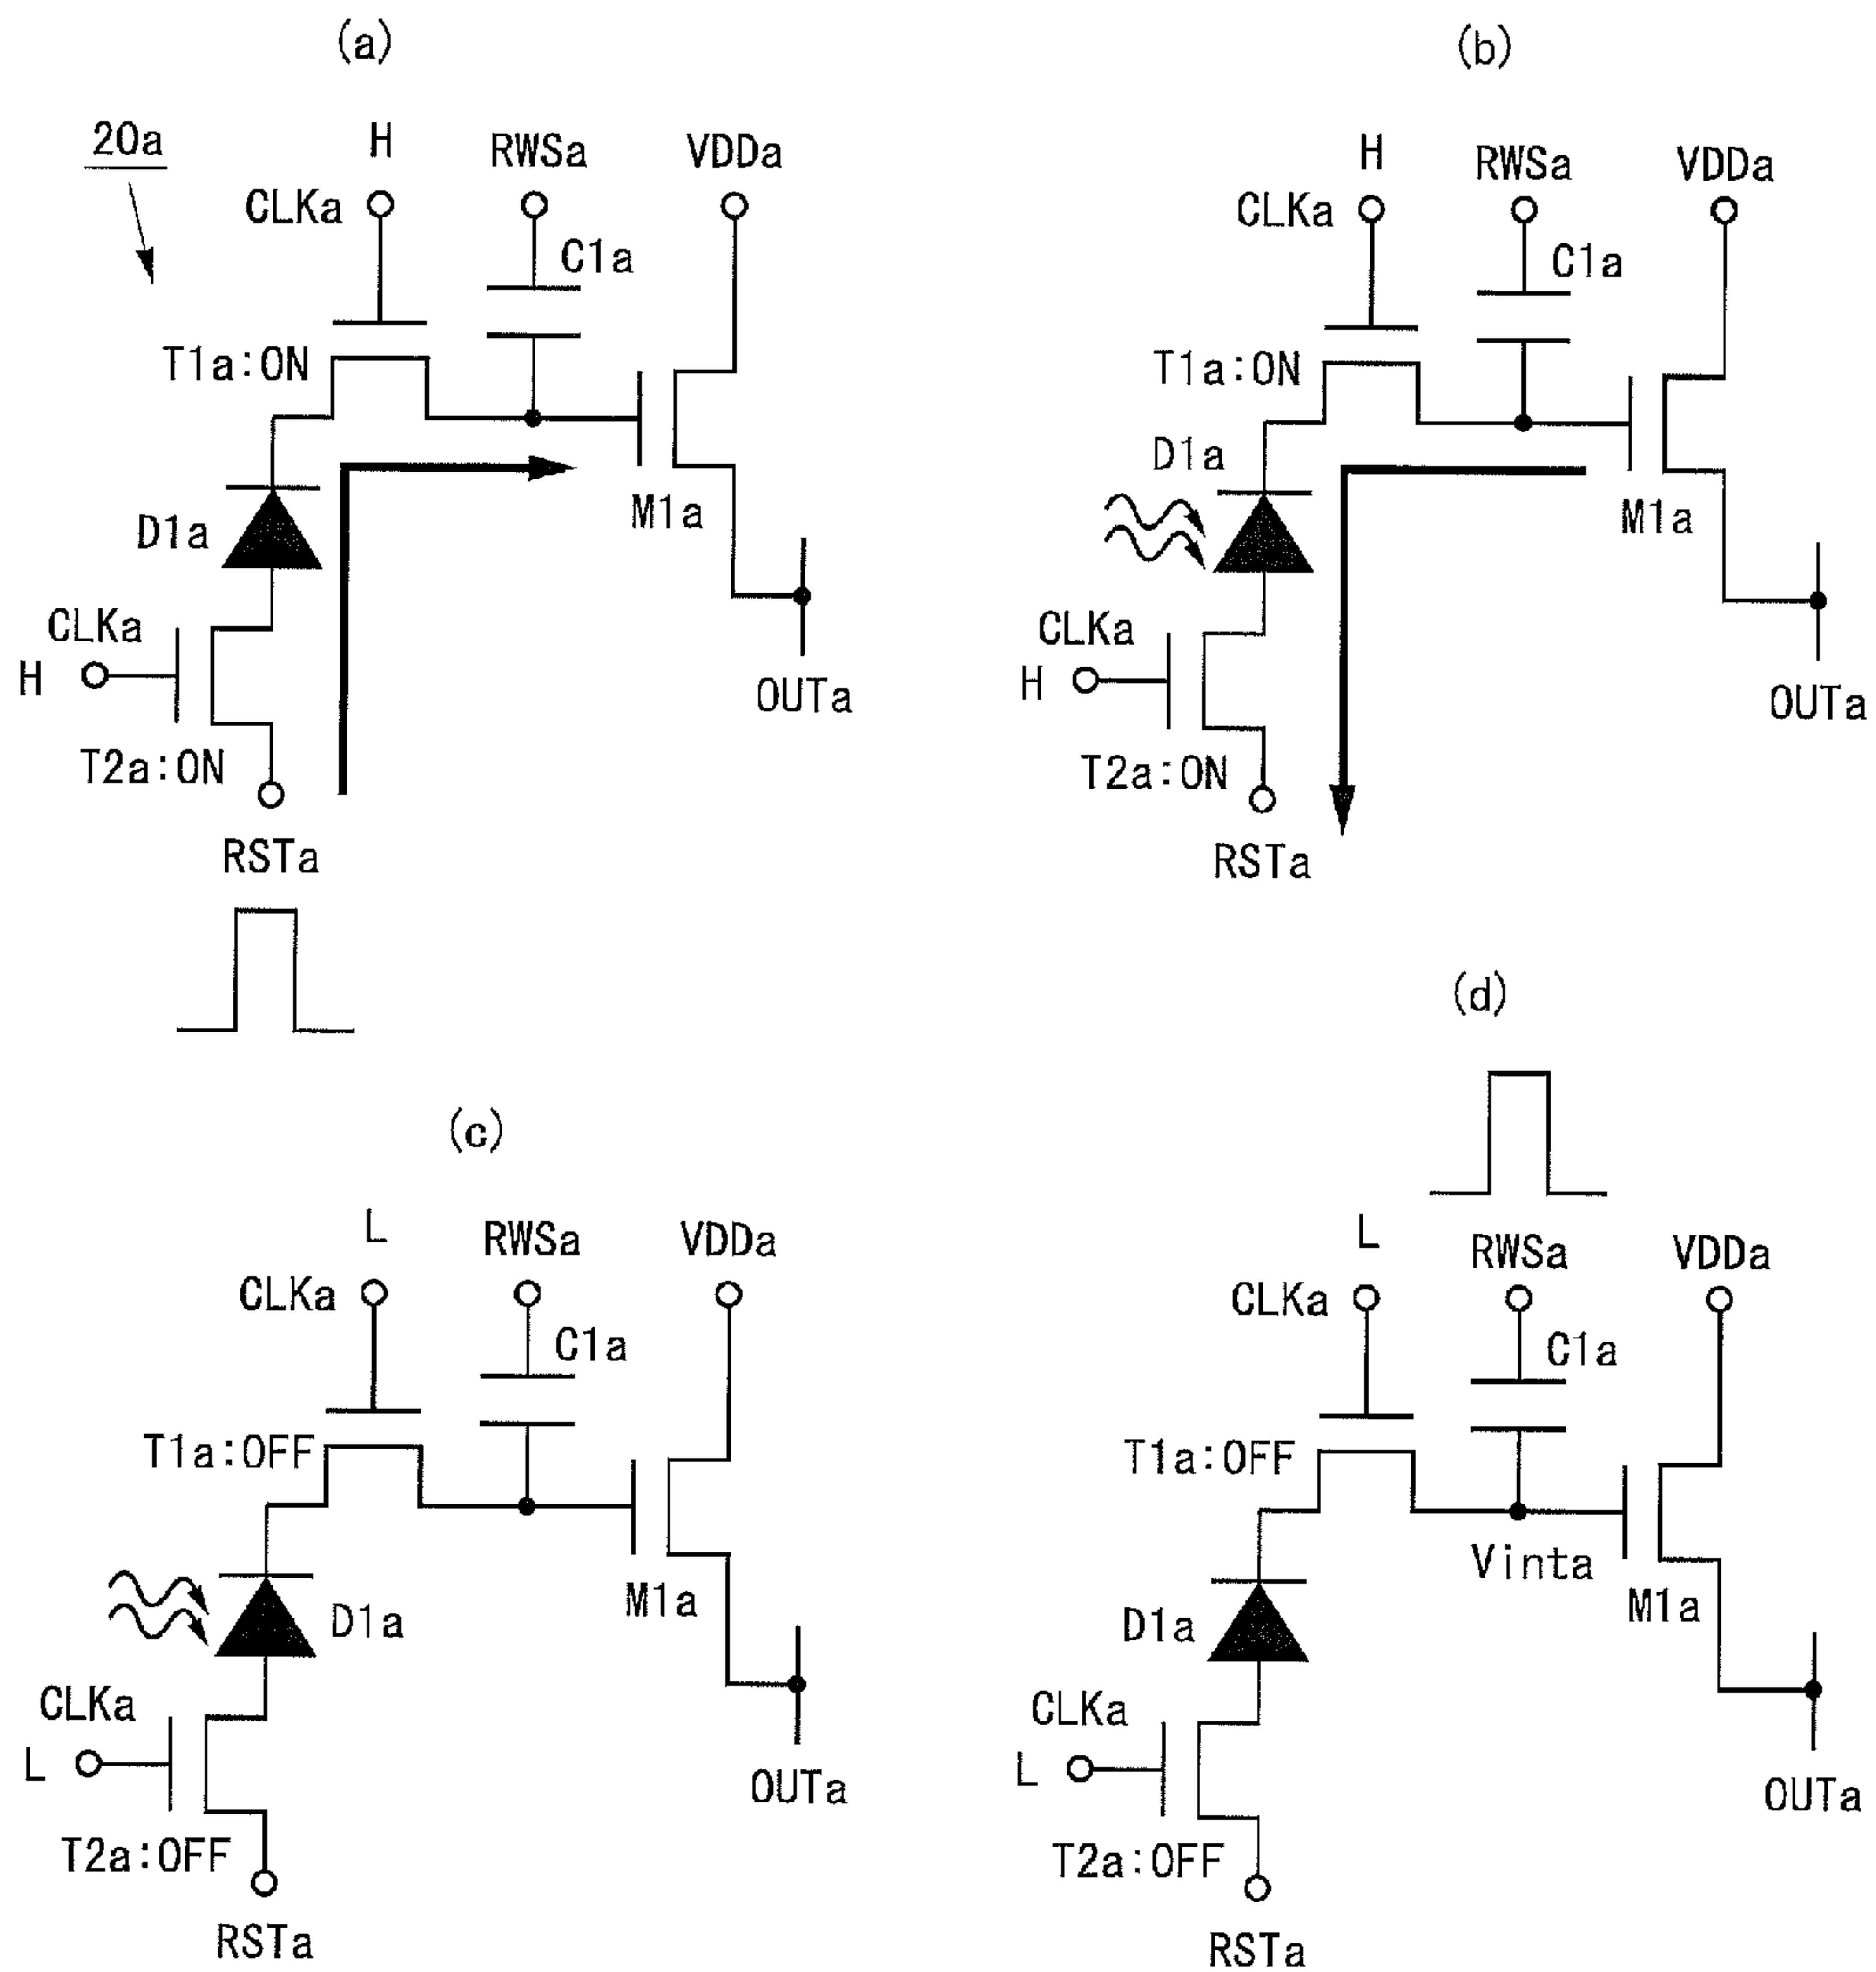 (a)
20a
H
RWSa
VDDa
CLKa
C1a
T1a:ON
D1a
M1a
CLKa
H
T2a:ON
OUTa
RSTa
(b)
H
RWSa
VDDa
CLKa
C1a
T1a:ON
D1a
M1a
CLKa
H
T2a:ON
OUTa
RSTa
(c)
L
RWSa
VDDa
CLKa
C1a
T1a:OFF
M1a
D1a
CLKa
L
OUTa
T2a:OFF
RSTa
(d)
L
RWSa
VDDa
CLKa
C1a
T1a:OFF
Vinta
M1a
D1a
CLKa
L
OUTa
T2a:OFF
RSTa